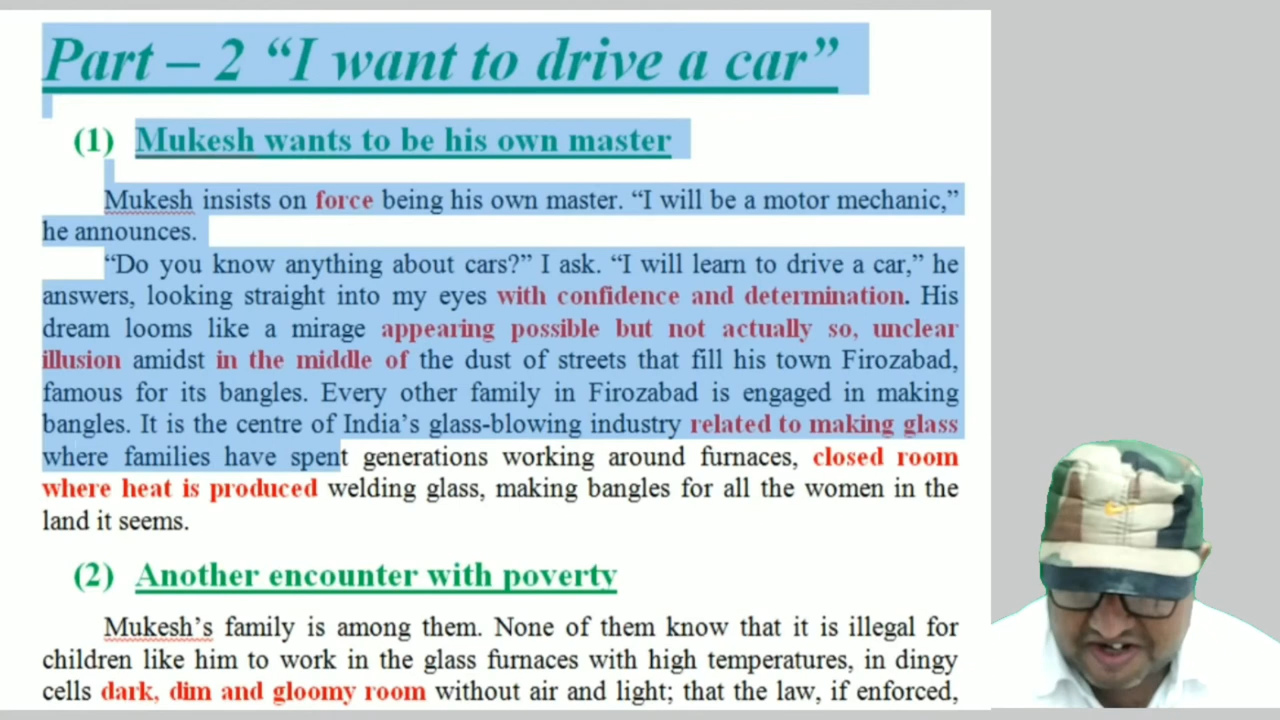 Part – 2 “I want to drive a car”
(1) Mukesh wants to be his own master
Mukesh insists on force being his own master. “I will be a motor mechanic,”
he announces.
“Do you know anything about cars?” I ask. “I will learn to drive a car,” he
answers, looking straight into my eyes with confidence and determination. His
dream looms like a mirage appearing possible but not actually so, unclear
illusion amidst in the middle of the dust of streets that fill his town Firozabad,
famous for its bangles. Every other family in Firozabad is engaged in making
bangles. It is the centre of India’s glass-blowing industry related to making glass
where families have spent generations working around furnaces, closed room
where heat is produced welding glass, making bangles for all the women in the
land it seems.
(2) Another encounter with poverty
Mukesh’s family is among them. None of them know that it is illegal for
children like him to work in the glass furnaces with high temperatures, in dingy
cells dark, dim and gloomy room without air and light; that the law, if enforced,